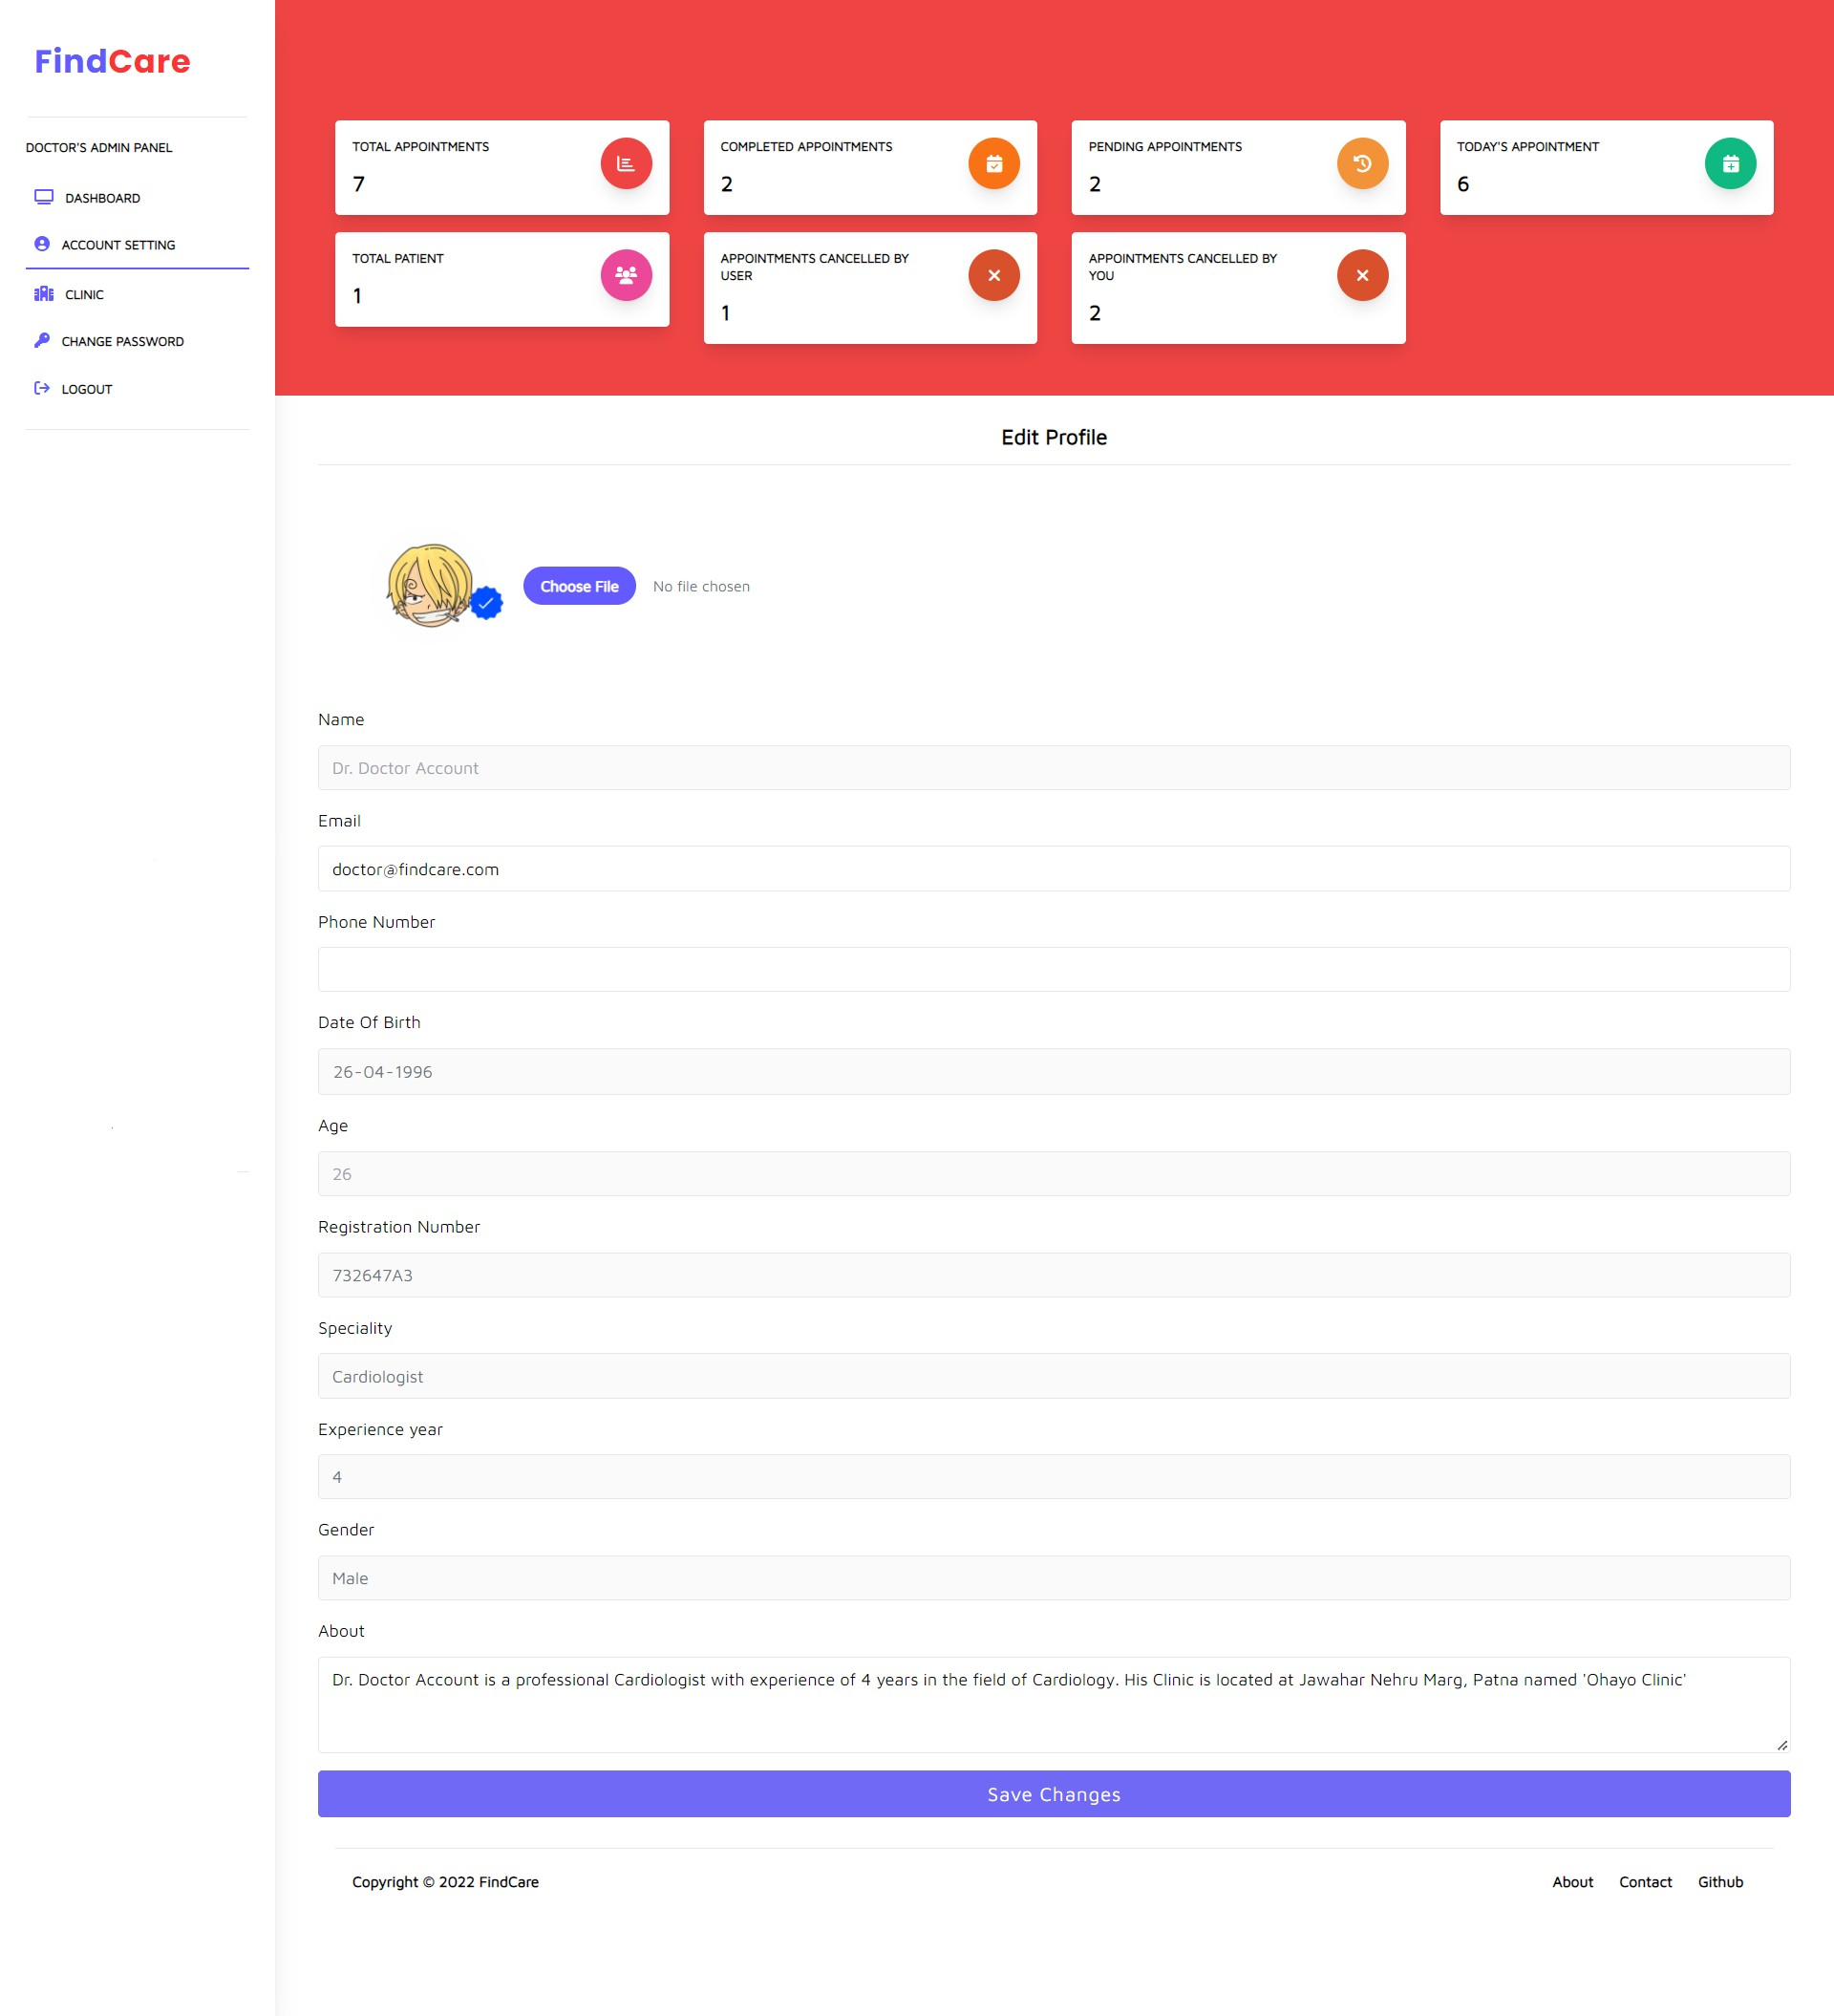 FindCare
DOCTOR'S ADMIN PANEL
DASHBOARD
ACCOUNT SETTING
CLINIC
CHANGE PASSWORD
LOGOUT
TOTAL APPOINTMENTS
7
COMPLETED APPOINTMENTS
2
PENDING APPOINTMENTS
2
TODAY'S APPOINTMENT
6
TOTAL PATIENT
1
APPOINTMENTS CANCELLED BY
USER
1
APPOINTMENTS CANCELLED BY
YOU
2
Edit Profile
Choose File No file chosen
Name
Dr. Doctor Account
Email
doctor@findcare.com
Phone Number
Date Of Birth
26-04-1996
Age
26
Registration Number
732647A3
Speciality
Cardiologist
Experience year
4
Gender
Male
About
Dr. Doctor Account is a professional Cardiologist with experience of 4 years in the field of Cardiology. His Clinic is located at Jawahar Nehru Marg, Patna named 'Ohayo Clinic'
Save Changes
Copyright © 2022 FindCare
About Contact Github